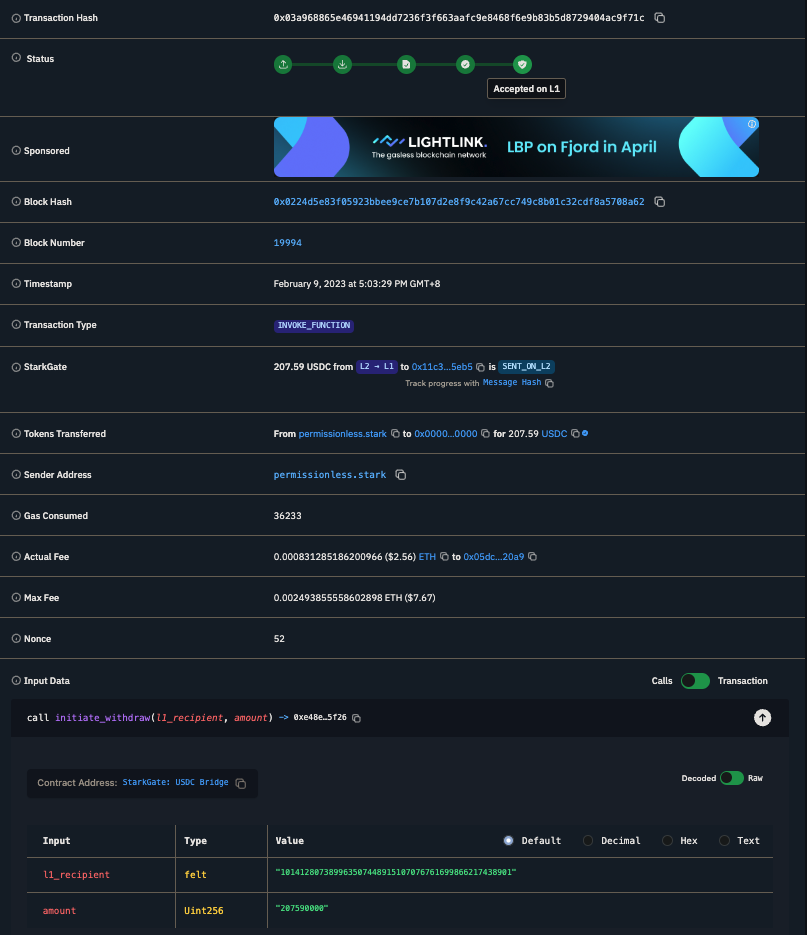 Transaction Hash 0x03a968865e46941194dd7236f3f663aafc9e8468f6e9b83b5d8729404ac9f71c
Status
Accepted on L1
Sponsored
LIGHTLINK.
The gasless blockchain network
LBP on Fjord in April
Block Hash 0x0224d5e83f05923bbee9ce7b107d2e8f9c42a67cc749c8b01c32cdf8a5708a62
Block Number 19994
Timestamp February 9, 2023 at 5:03:29 PM GMT+8
Transaction Type INVOKE_FUNCTION
StarkGate 207.59 USDC from L2 → L1 to 0x11c3...5eb5 is SENT_ON_L2
Track progress with Message Hash
Tokens Transferred From permissionless.stark to 0x0000...0000 for 207.59 USDC
Sender Address permissionless.stark
Gas Consumed 36233
Actual Fee 0.000831285186200966 ($2.56) ETH to 0x05dc...20a9
Max Fee 0.002493855558602898 ETH ($7.67)
Nonce 52
Input Data Calls Transaction
call initiate_withdraw(l1_recipient, amount) -> 0xe48e…5f26
Contract Address: StarkGate: USDC Bridge Decoded Raw
Input Type Value Default Decimal Hex Text
l1_recipient felt "101412807389963507448915107076761699866217438901"
amount Uint256 "207590000"